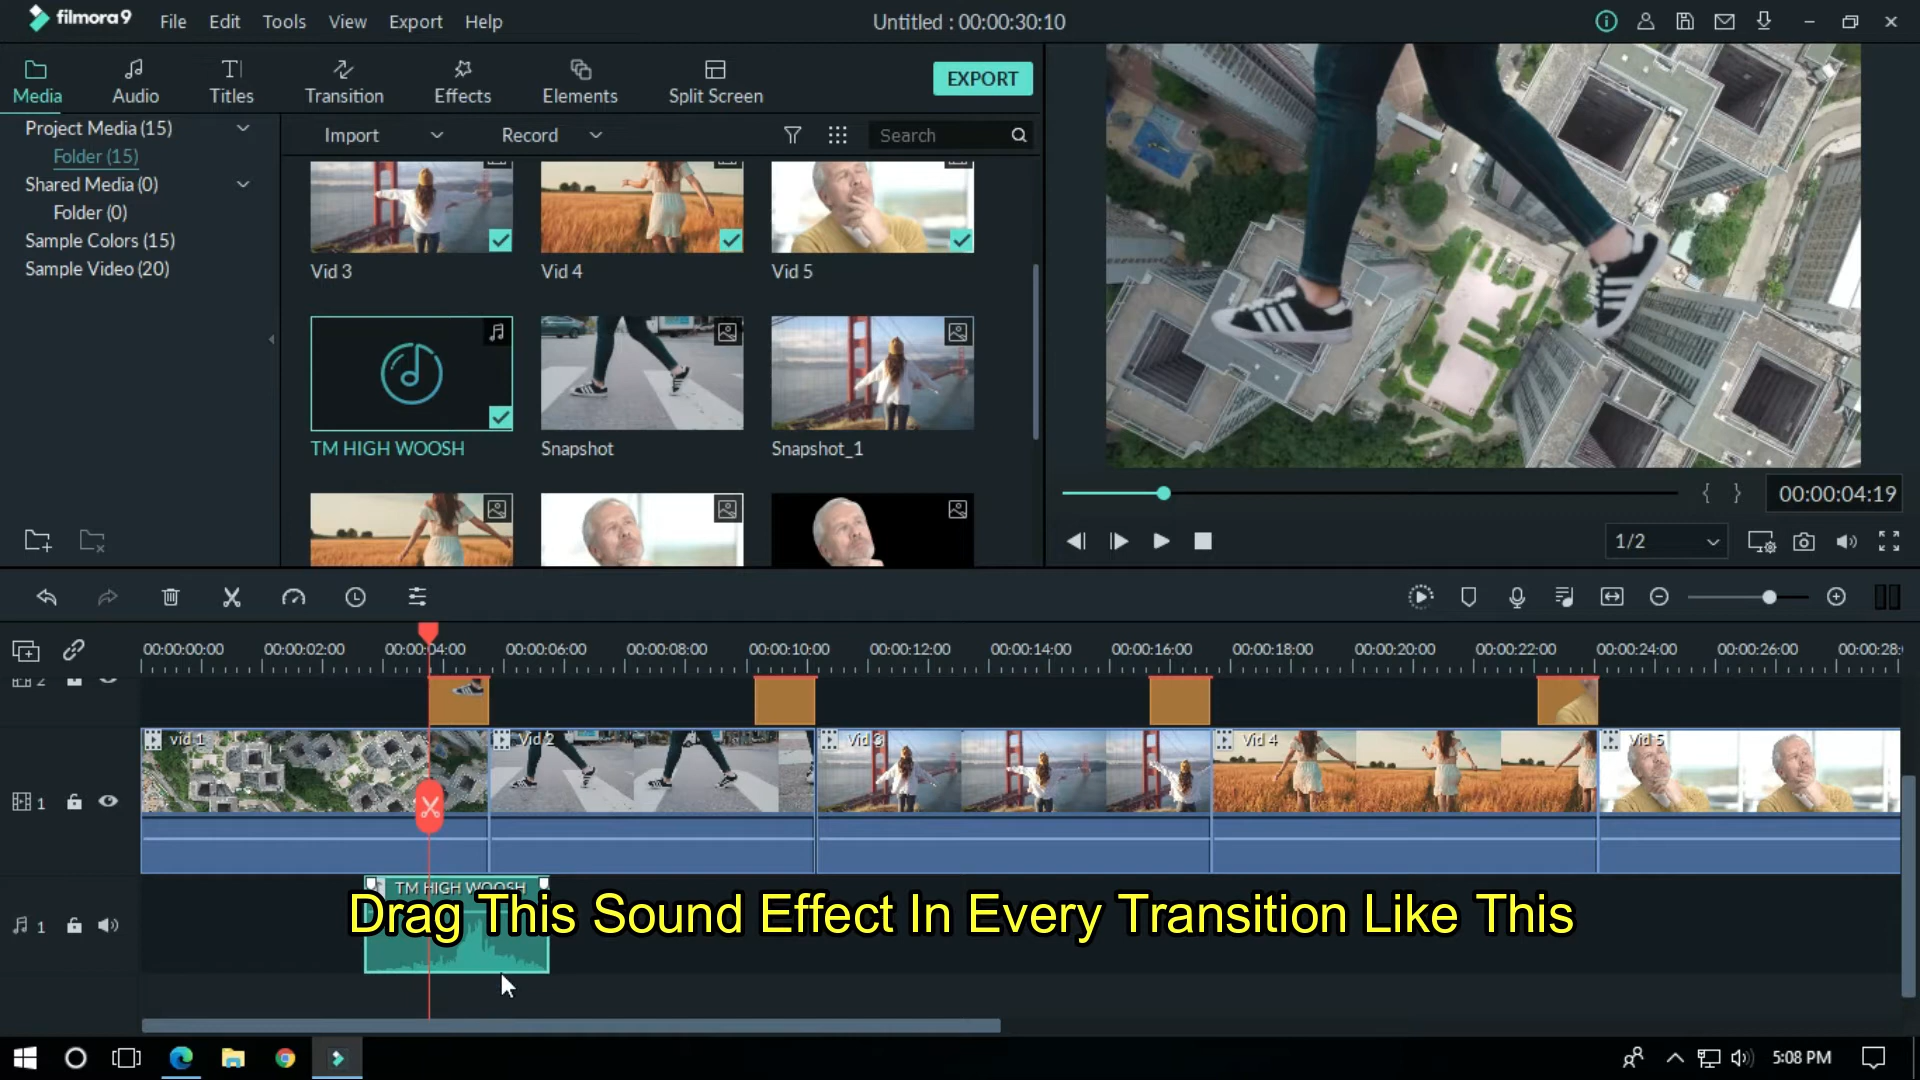 filmora9 File Edit Tools View Export Help Untitled : 00:00:30:10
Media Audio Titles Transition Effects Elements Split Screen EXPORT
Project Media (15)
Folder (15)
Shared Media (0)
Folder (0)
Sample Colors (15)
Sample Video (20)
Import Record Search
Vid 3 Vid 4 Vid 5
TM HIGH WOOSH Snapshot Snapshot_1
00:00:04:19
1/2
00:00:00:00 00:00:02:00 00:00:04:00 00:00:06:00 00:00:08:00 00:00:10:00 00:00:12:00 00:00:14:00 00:00:16:00 00:00:18:00 00:00:20:00 00:00:22:00 00:00:24:00 00:00:26:00 00:00:28:
2
vid 1 Vid 2 Vid 3 Vid 4 Vid 5
1
TM HIGH WOOSH
Drag This Sound Effect In Every Transition Like This
1
5:08 PM